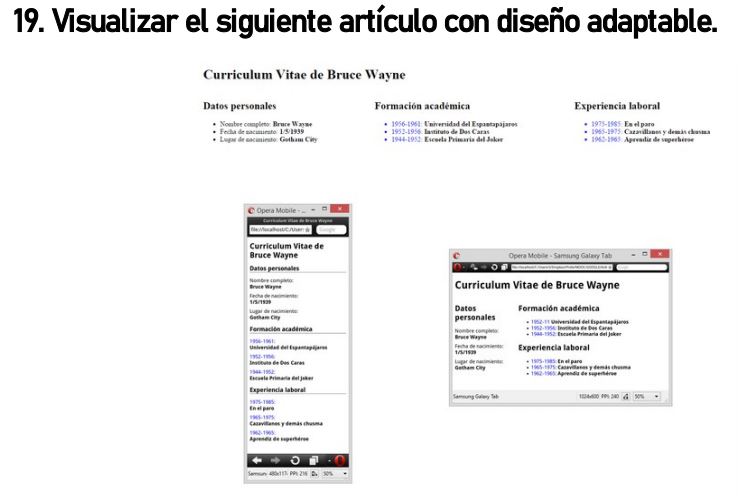 19. Visualizar el siguiente artículo con diseño adaptable.
Curriculum Vitae de Bruce Wayne
Datos personales
Nombre completo: Bruce Wayne
Fecha de nacimiento: 1/5/1939
Lugar de nacimiento: Gotham City
Formación académica
1956-1961: Universidad del Espantapájaros
1952-1956: Instituto de Dos Caras
1944-1952: Escuela Primaria del Joker
Experiencia laboral
1975-1985: En el paro
1965-1975: Cazavillanos y demás chusma
1962-1965: Aprendiz de superhéroe
Opera Mobile - ...
Curriculum Vitae de Bruce Wayne
file://localhost/C:/User:
Google
Curriculum Vitae de
Bruce Wayne
Datos personales
Nombre completo:
Bruce Wayne
Fecha de nacimiento:
1/5/1939
Lugar de nacimiento:
Gotham City
Formación académica
1956-1961:
Universidad del Espantapájaros
1952-1956:
Instituto de Dos Caras
1944-1952:
Escuela Primaria del Joker
Experiencia laboral
1975-1985:
En el paro
1965-1975:
Cazavillanos y demás chusma
1962-1965:
Aprendiz de superhéroe
Samsun: 480x117- PPI: 216
50%
Opera Mobile - Samsung Galaxy Tab
Curriculum Vitae de Bruce Wayne
Datos
personales
Nombre completo:
Bruce Wayne
Fecha de nacimiento:
1/5/1939
Lugar de nacimiento:
Gotham City
Formación académica
1952-11 Universidad del Espantapájaros
1952-1956: Instituto de Dos Caras
1944-1952: Escuela Primaria del Joker
Experiencia laboral
1975-1985: En el paro
1965-1975: Cazavillanos y demás chusma
1962-1965: Aprendiz de superhéroe
Samsung Galaxy Tab
1024x600 PPI: 240
50%